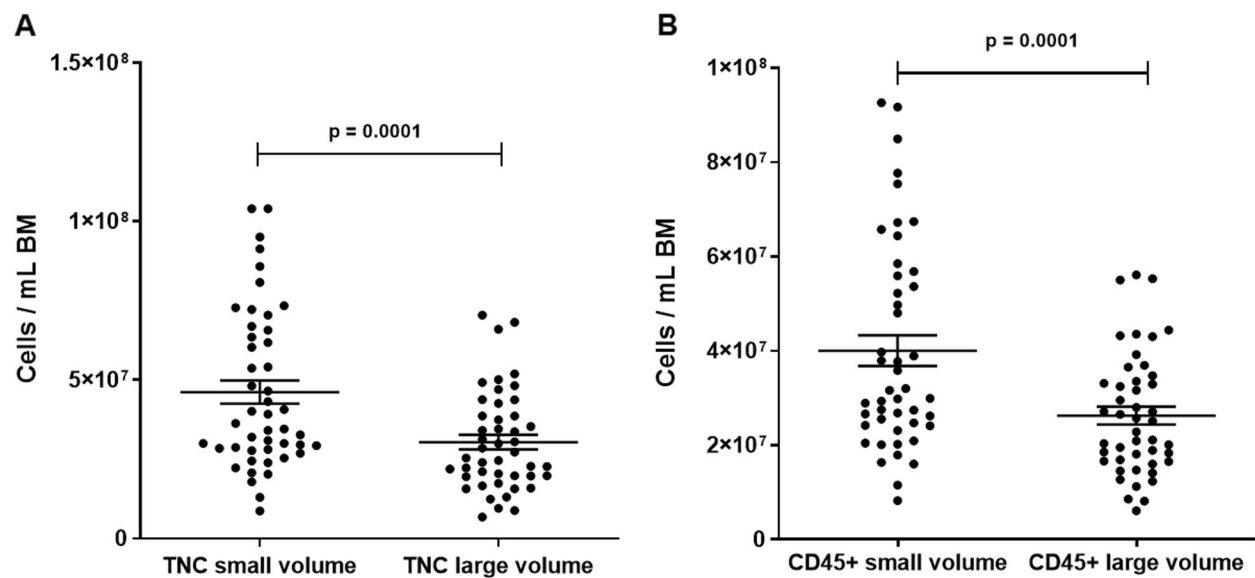 A
p = 0.0001
Cells / mL BM
1.5×10⁸
1×10⁸
5×10⁷
0
TNC small volume
TNC large volume
B
p = 0.0001
Cells / mL BM
1×10⁸
8×10⁷
6×10⁷
4×10⁷
2×10⁷
0
CD45+ small volume
CD45+ large volume